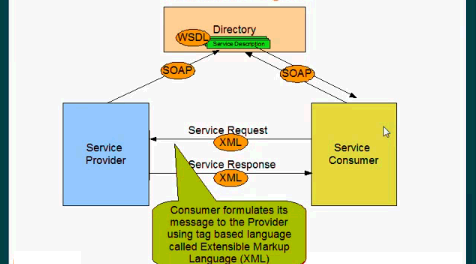 Directory
WSDL
Service Description
SOAP
SOAP
Service Request
XML
Service
Provider
Service
Consumer
Service Response
XML
Consumer formulates its
message to the Provider
using tag based language
called Extensible Markup
Language (XML)